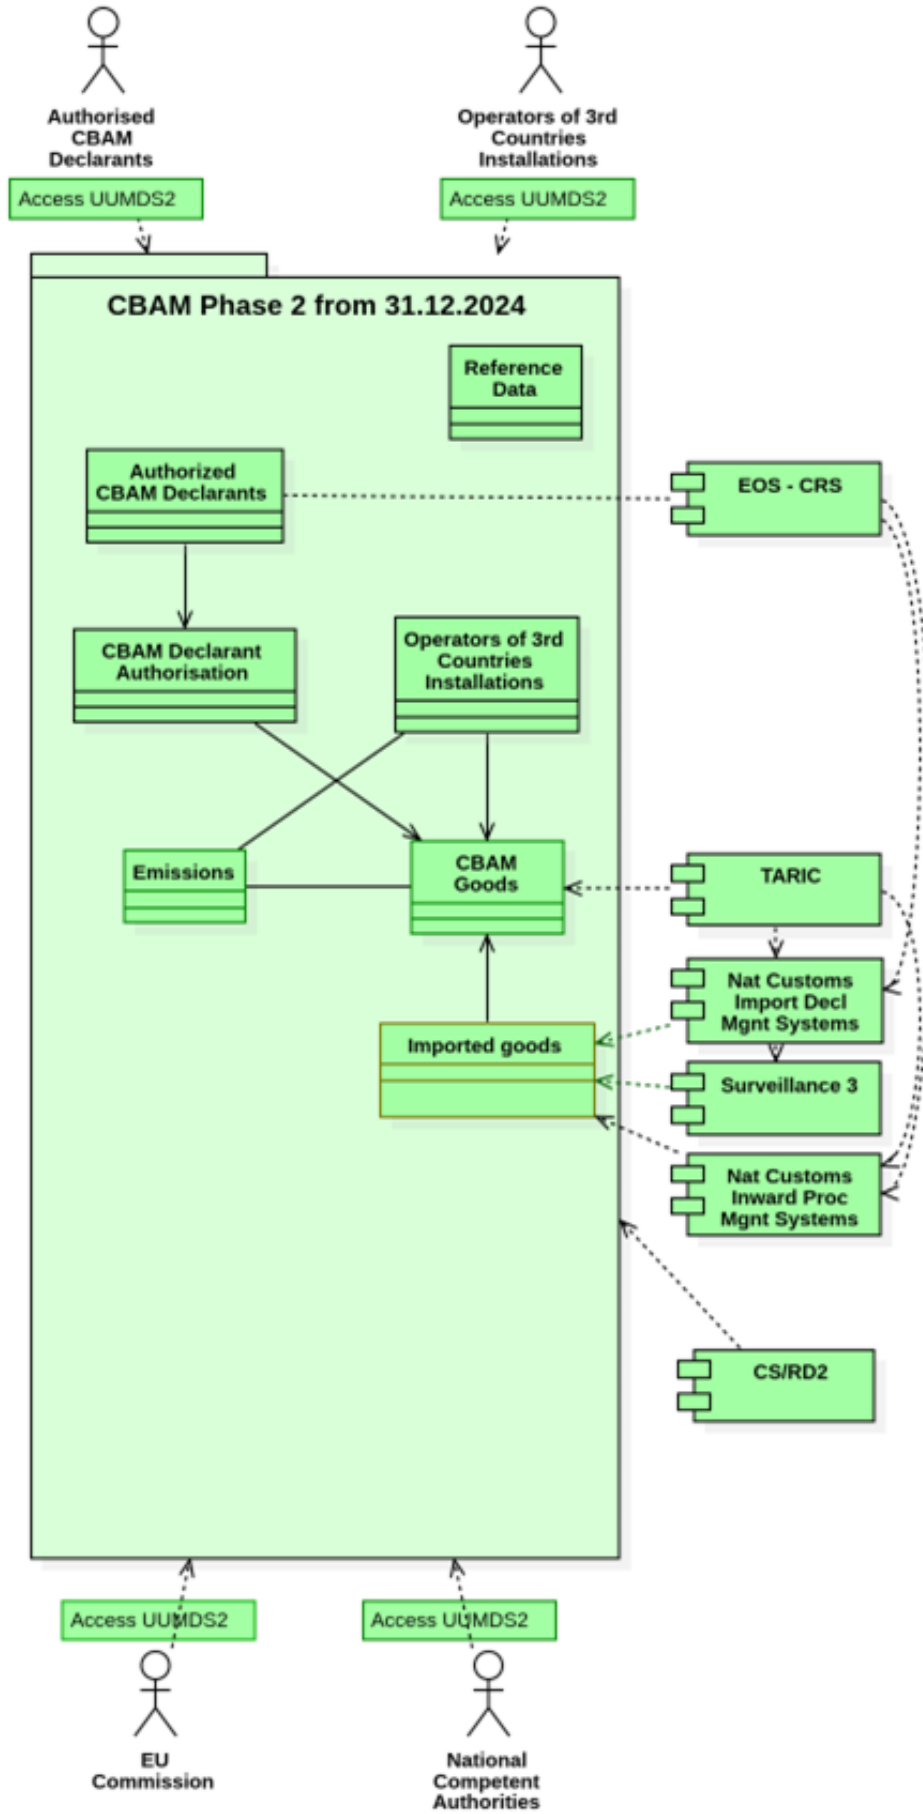 Authorised
CBAM
Declarants
Operators of 3rd
Countries
Installations
Access UUMDS2
Access UUMDS2
CBAM Phase 2 from 31.12.2024
Reference
Data
Authorized
CBAM Declarants
EOS - CRS
CBAM Declarant
Authorisation
Operators of 3rd
Countries
Installations
Emissions
CBAM
Goods
TARIC
Nat Customs
Import Decl
Mgnt Systems
Imported goods
Surveillance 3
Nat Customs
Inward Proc
Mgnt Systems
CS/RD2
Access UUMDS2
Access UUMDS2
EU
Commission
National
Competent
Authorities